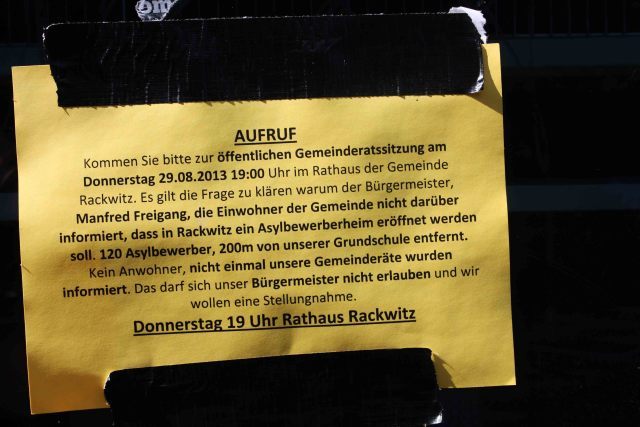 om
AUFRUF
Kommen Sie bitte zur öffentlichen Gemeinderatssitzung am
Donnerstag 29.08.2013 19:00 Uhr im Rathaus der Gemeinde
Rackwitz. Es gilt die Frage zu klären warum der Bürgermeister,
Manfred Freigang, die Einwohner der Gemeinde nicht darüber
informiert, dass in Rackwitz ein Asylbewerberheim eröffnet werden
soll. 120 Asylbewerber, 200m von unserer Grundschule entfernt.
Kein Anwohner, nicht einmal unsere Gemeinderäte wurden
informiert. Das darf sich unser Bürgermeister nicht erlauben und wir
wollen eine Stellungnahme.
Donnerstag 19 Uhr Rathaus Rackwitz